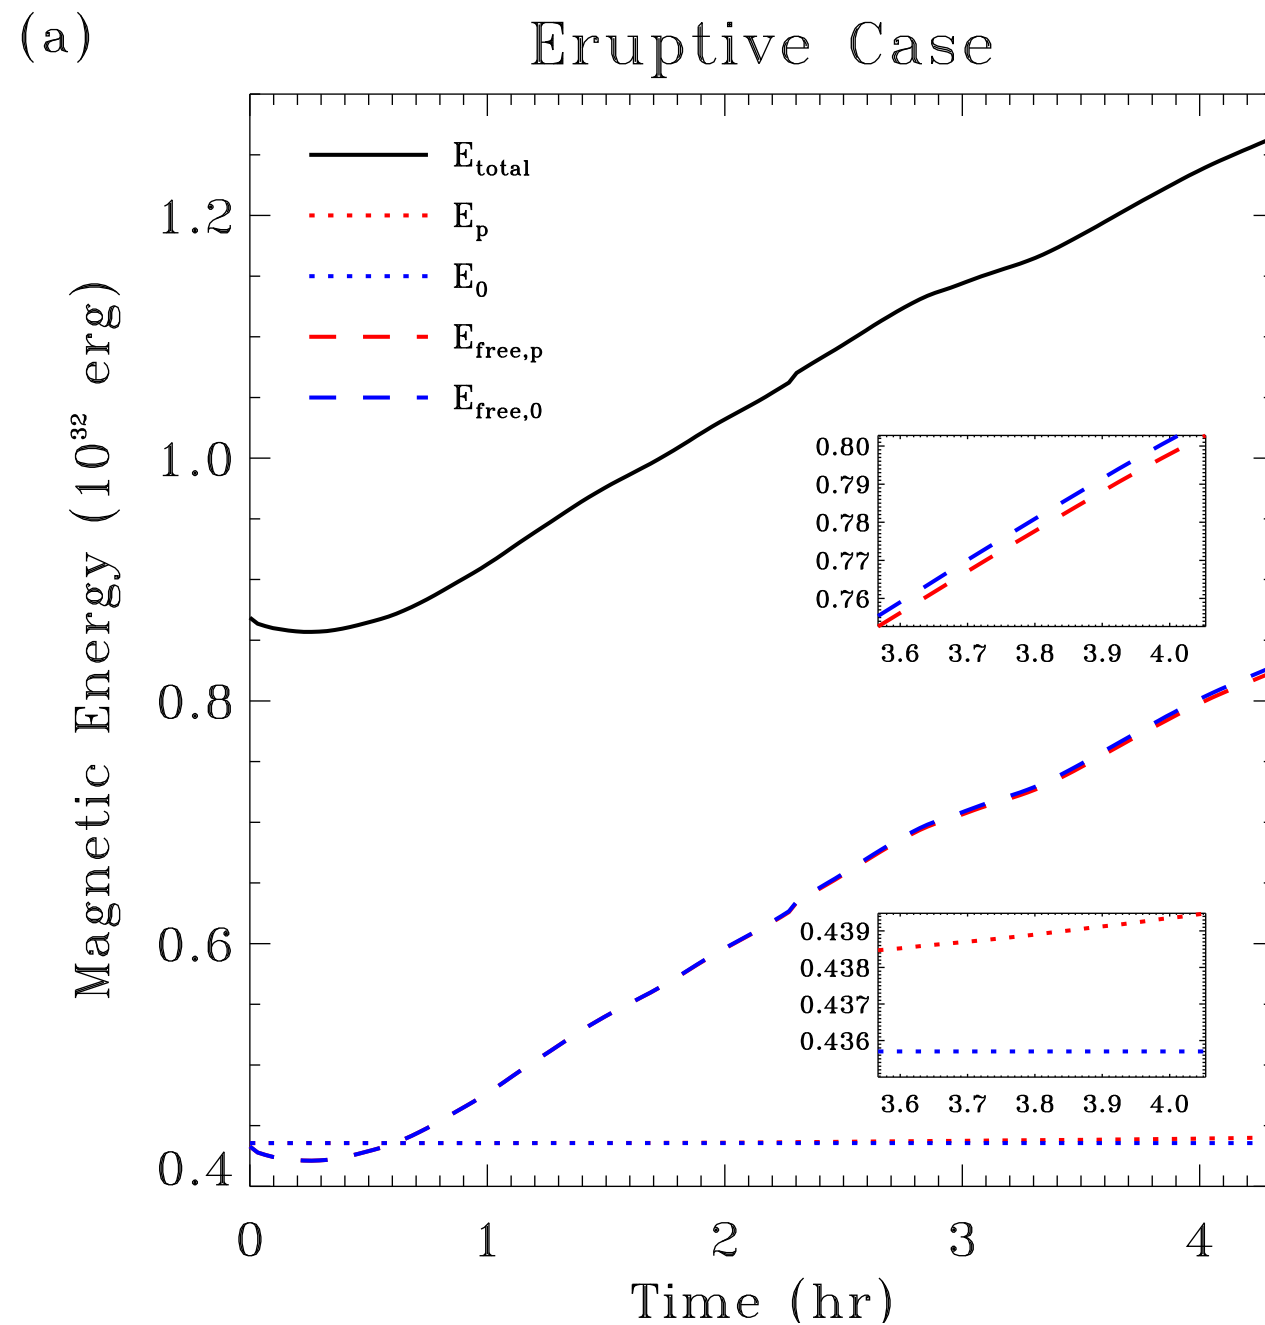 (a)
Eruptive Case
E_total
E_p
E_0
E_free,p
E_free,0
Magnetic Energy (10^32 erg)
1.2
1.0
0.8
0.6
0.4
0.80
0.79
0.78
0.77
0.76
3.6 3.7 3.8 3.9 4.0
0.439
0.438
0.437
0.436
3.6 3.7 3.8 3.9 4.0
0 1 2 3 4
Time (hr)